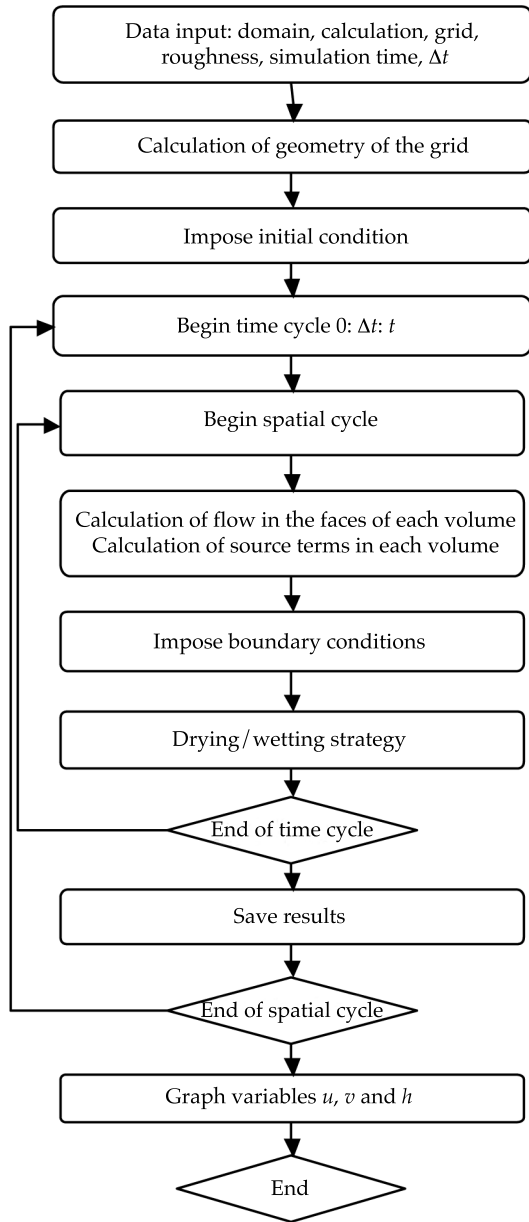 Data input: domain, calculation, grid,
roughness, simulation time, Δt
Calculation of geometry of the grid
Impose initial condition
Begin time cycle 0: Δt: t
Begin spatial cycle
Calculation of flow in the faces of each volume
Calculation of source terms in each volume
Impose boundary conditions
Drying/wetting strategy
End of time cycle
Save results
End of spatial cycle
Graph variables u, v and h
End